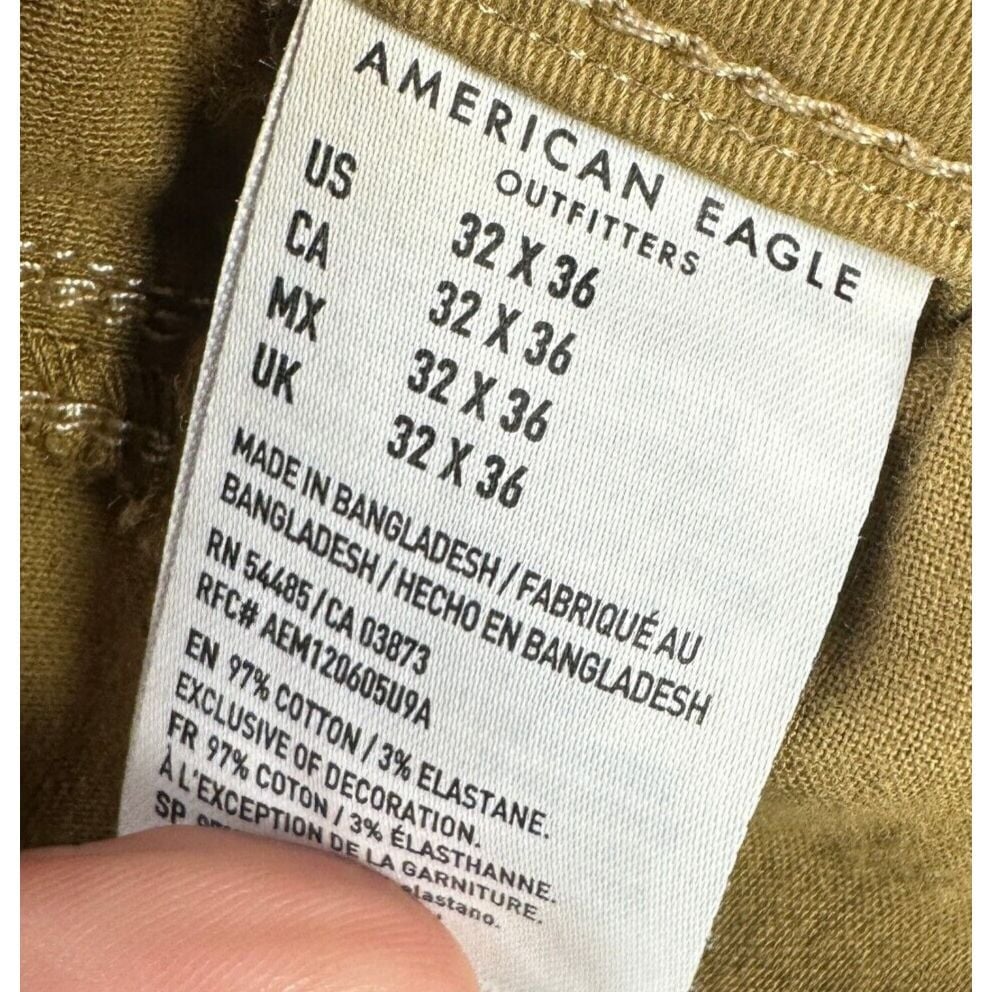 AMERICAN EAGLE
OUTFITTERS
US 32 X 36
CA 32 X 36
MX 32 X 36
UK 32 X 36
MADE IN BANGLADESH / FABRIQUÉ AU
BANGLADESH / HECHO EN BANGLADESH
RN 54485 / CA 03873
RFC# AEM120605U9A
EN 97% COTTON / 3% ELASTANE.
EXCLUSIVE OF DECORATION.
FR 97% COTON / 3% ÉLASTHANNE.
À L'EXCEPTION DE LA GARNITURE.
SP elastano.